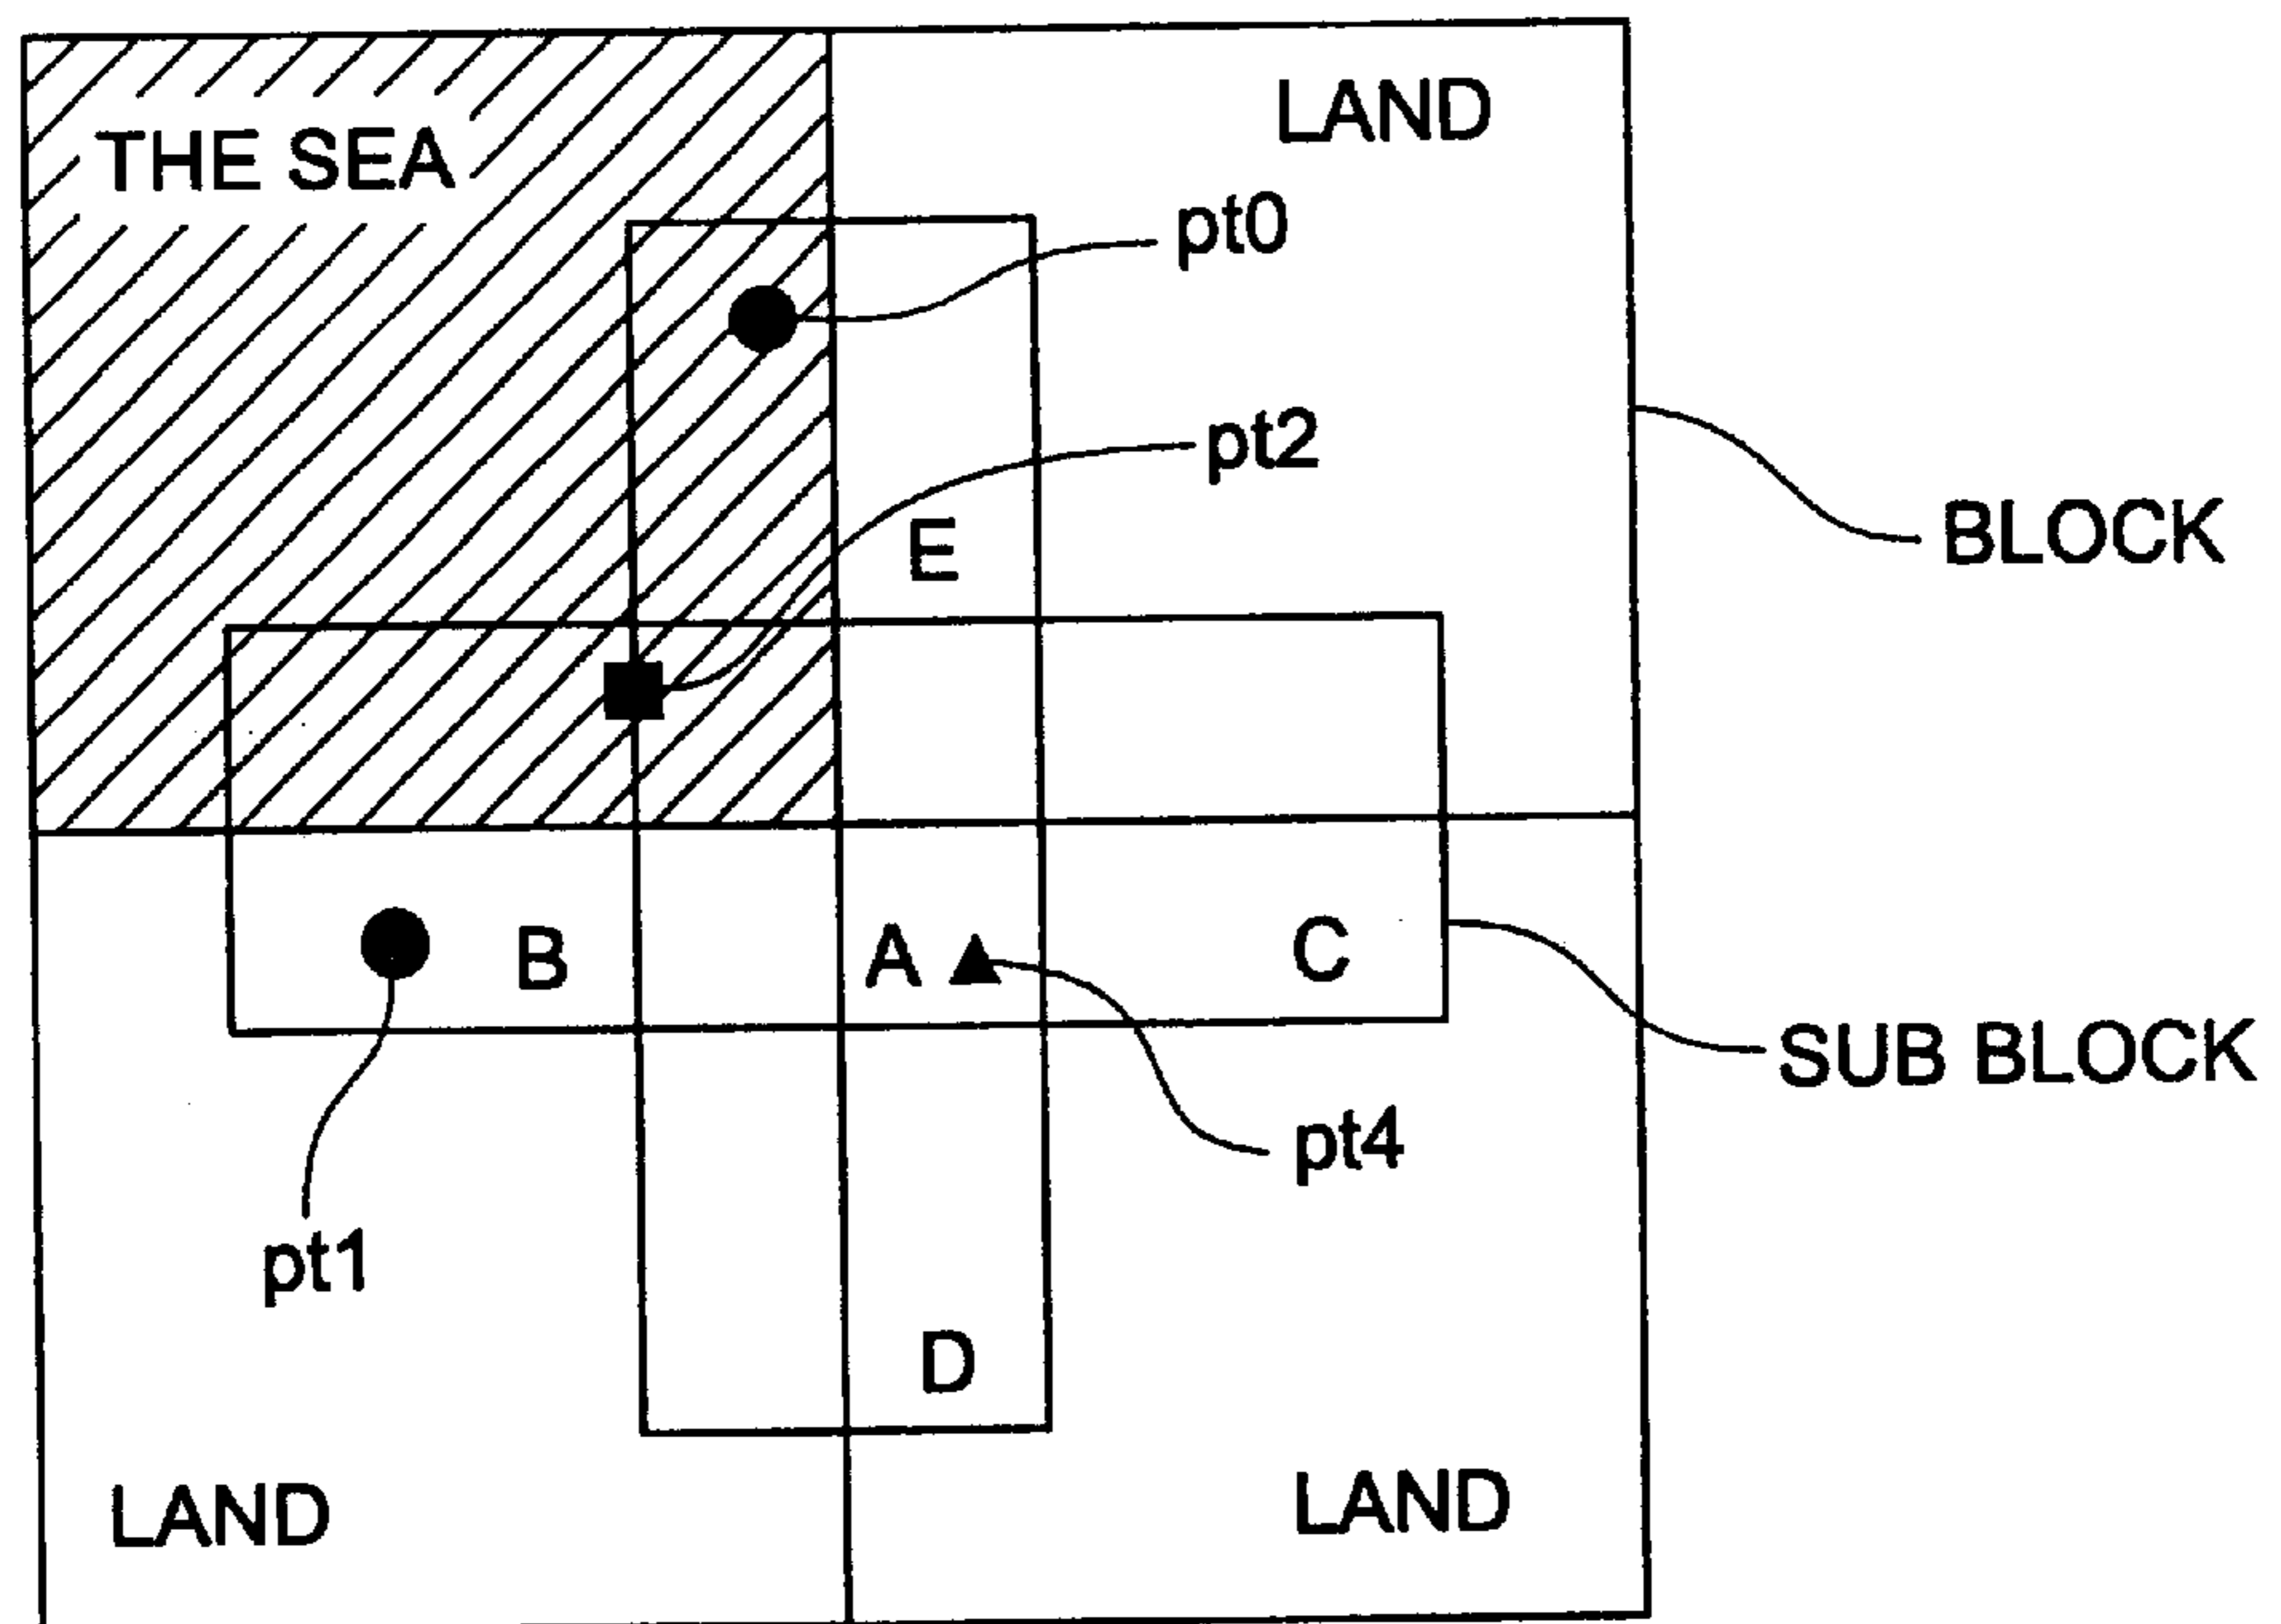 LAND
THE SEA
pt0
pt2
E
BLOCK
B
A
C
SUB BLOCK
pt4
pt1
D
LAND
LAND